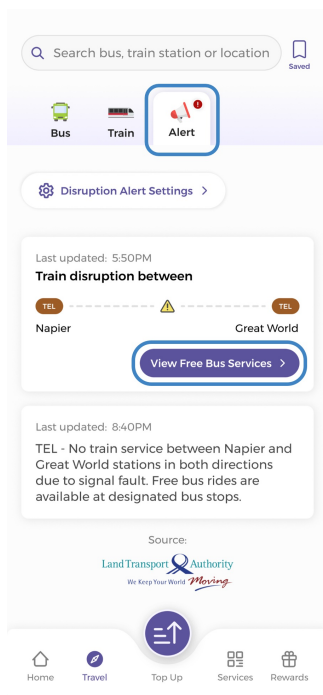 Search bus, train station or location
Saved
Bus
Train
Alert
Disruption Alert Settings
Last updated: 5:50PM
Train disruption between
TEL
TEL
Napier
Great World
View Free Bus Services
Last updated: 8:40PM
TEL - No train service between Napier and
Great World stations in both directions
due to signal fault. Free bus rides are
available at designated bus stops.
Source:
Land Transport Authority
We Keep Your World Moving
Home
Travel
Top Up
Services
Rewards